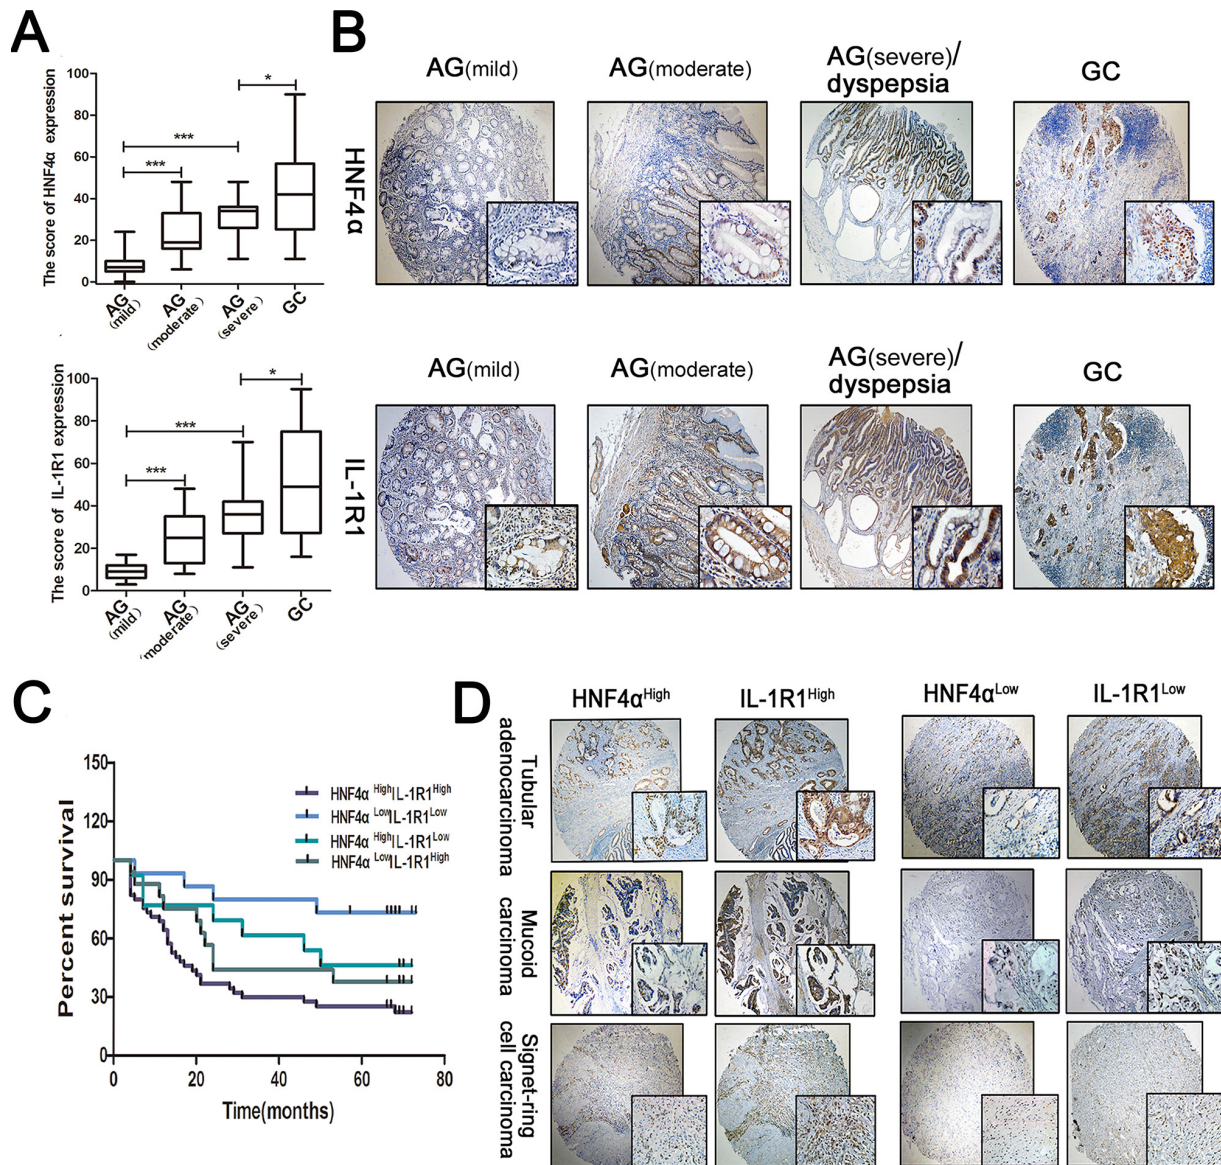 A
The score of HNF4α expression
100
80
60
40
20
0
***
***
*
AG
(mild)
AG
(moderate)
AG
(severe)
GC
The score of IL-1R1 expression
100
80
60
40
20
0
***
***
*
AG
(mild)
AG
(moderate)
AG
(severe)
GC
B
AG(mild)
AG(moderate)
AG(severe)/
dyspepsia
GC
HNF4α
AG(mild)
AG(moderate)
AG(severe)/
dyspepsia
GC
IL-1R1
C
Percent survival
150
120
90
60
30
0
0 20 40 60 80
Time(months)
HNF4α HighIL-1R1High
HNF4α LowIL-1R1Low
HNF4α HighIL-1R1Low
HNF4α LowIL-1R1High
D
HNF4αHigh
IL-1R1High
HNF4αLow
IL-1R1Low
Tubular
adenocarcinoma
Mucoid
carcinoma
Signet-ring
cell carcinoma